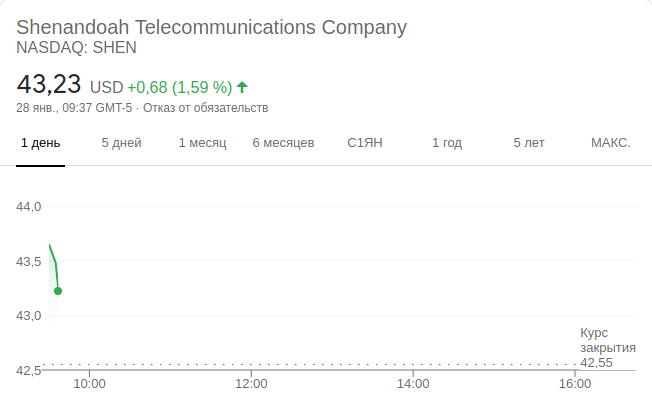 Shenandoah Telecommunications Company
NASDAQ: SHEN
43,23 USD +0,68 (1,59 %)
28 янв., 09:37 GMT-5 · Отказ от обязательств
1 день 5 дней 1 месяц 6 месяцев С1ЯН 1 год 5 лет МАКС.
44,0
43,5
43,0
Курс
закрытия
42,55
42,5
10:00 12:00 14:00 16:00